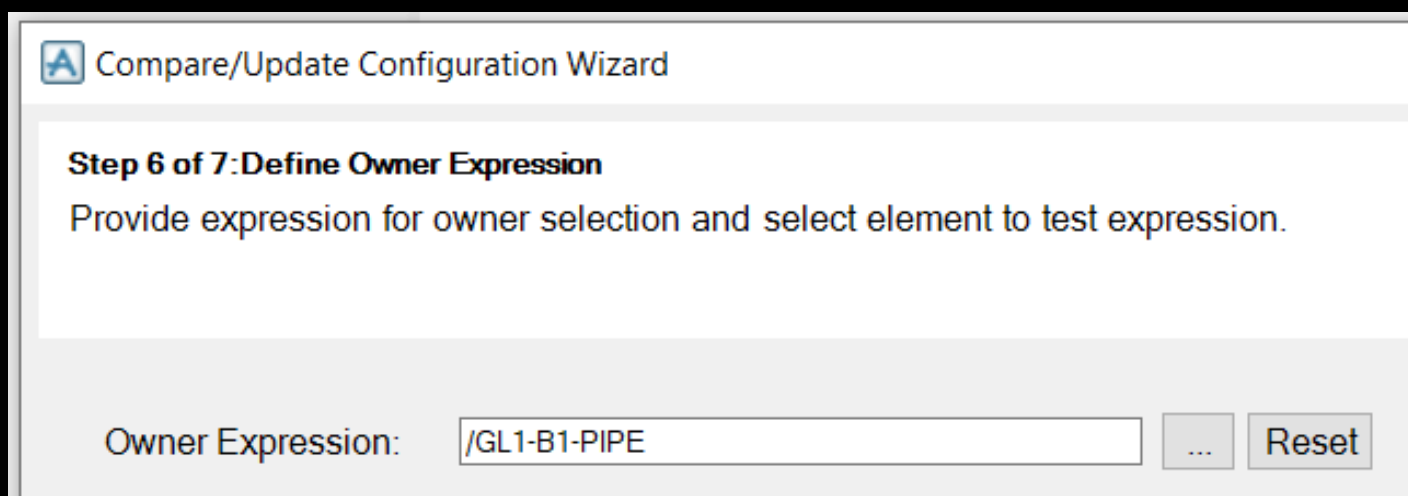 Compare/Update Configuration Wizard
Step 6 of 7:Define Owner Expression
Provide expression for owner selection and select element to test expression.
Owner Expression: /GL1-B1-PIPE ... Reset